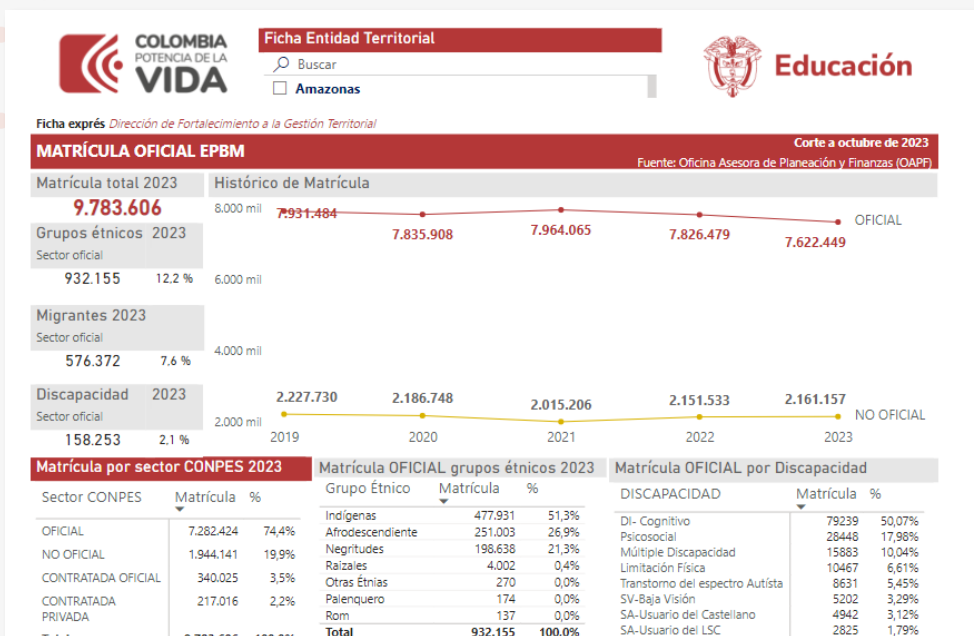 COLOMBIA
POTENCIA DE LA
VIDA
Ficha Entidad Territorial
Buscar
Amazonas
Educación
Ficha exprés Dirección de Fortalecimiento a la Gestión Territorial
MATRÍCULA OFICIAL EPBM
Corte a octubre de 2023
Fuente: Oficina Asesora de Planeación y Finanzas (OAPF)
Matrícula total 2023
9.783.606
Grupos étnicos 2023
Sector oficial
932.155 12,2 %
Migrantes 2023
Sector oficial
576.372 7,6 %
Discapacidad 2023
Sector oficial
158.253 2,1 %
Histórico de Matrícula
8.000 mil
7.931.484
7.835.908
7.964.065
7.826.479
7.622.449
OFICIAL
6.000 mil
4.000 mil
2.227.730
2.186.748
2.015.206
2.151.533
2.161.157
NO OFICIAL
2.000 mil
2019 2020 2021 2022 2023
Matrícula por sector CONPES 2023
Sector CONPES Matrícula %
OFICIAL 7.282.424 74,4%
NO OFICIAL 1.944.141 19,9%
CONTRATADA OFICIAL 340.025 3,5%
CONTRATADA 217.016 2,2%
PRIVADA
Matrícula OFICIAL grupos étnicos 2023
Grupo Étnico Matrícula %
Indígenas 477.931 51,3%
Afrodescendiente 251.003 26,9%
Negritudes 198.638 21,3%
Raizales 4.002 0,4%
Otras Étnias 270 0,0%
Palenquero 174 0,0%
Rom 137 0,0%
Total 932.155 100,0%
Matrícula OFICIAL por Discapacidad
DISCAPACIDAD Matrícula %
DI- Cognitivo 79239 50,07%
Psicosocial 28448 17,98%
Múltiple Discapacidad 15883 10,04%
Limitación Física 10467 6,61%
Transtorno del espectro Autísta 8631 5,45%
SV-Baja Visión 5202 3,29%
SA-Usuario del Castellano 4942 3,12%
SA-Usuario del LSC 2825 1,79%